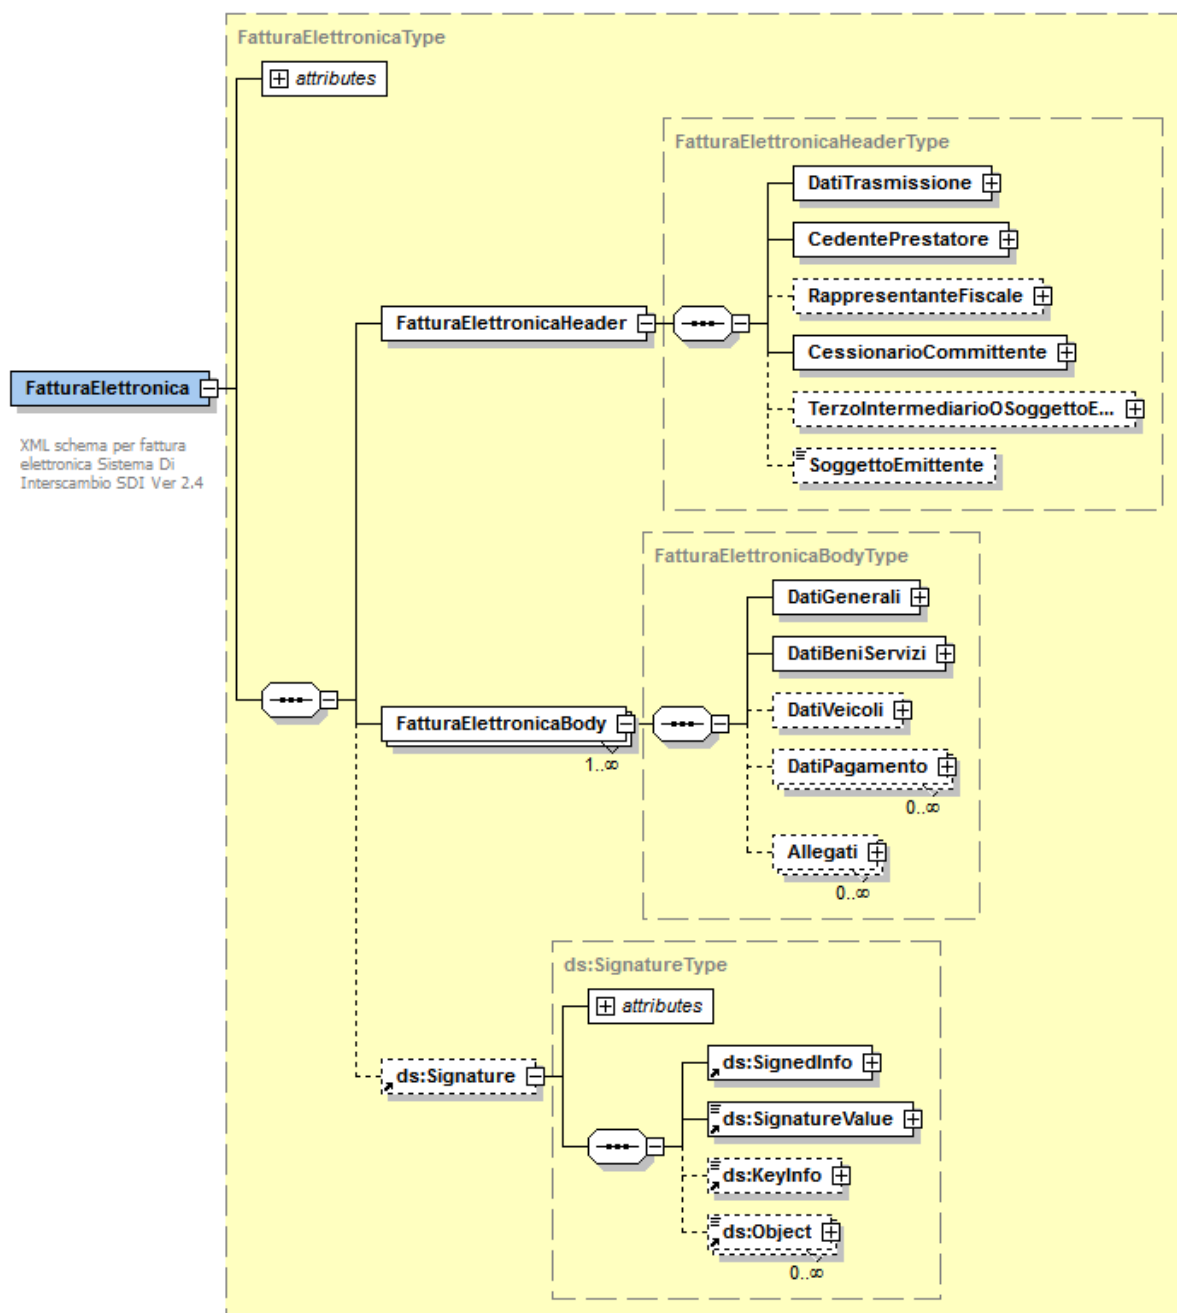 FatturaElettronicaType
attributes
FatturaElettronicaHeaderType
DatiTrasmissione
CedentePrestatore
RappresentanteFiscale
FatturaElettronicaHeader
CessionarioCommittente
FatturaElettronica
TerzoIntermediarioOSoggettoE...
XML schema per fattura
elettronica Sistema Di
Interscambio SDI Ver 2.4
SoggettoEmittente
FatturaElettronicaBodyType
DatiGenerali
DatiBeniServizi
DatiVeicoli
FatturaElettronicaBody
1..∞
DatiPagamento
0..∞
Allegati
0..∞
ds:SignatureType
attributes
ds:SignedInfo
ds:Signature
ds:SignatureValue
ds:KeyInfo
ds:Object
0..∞